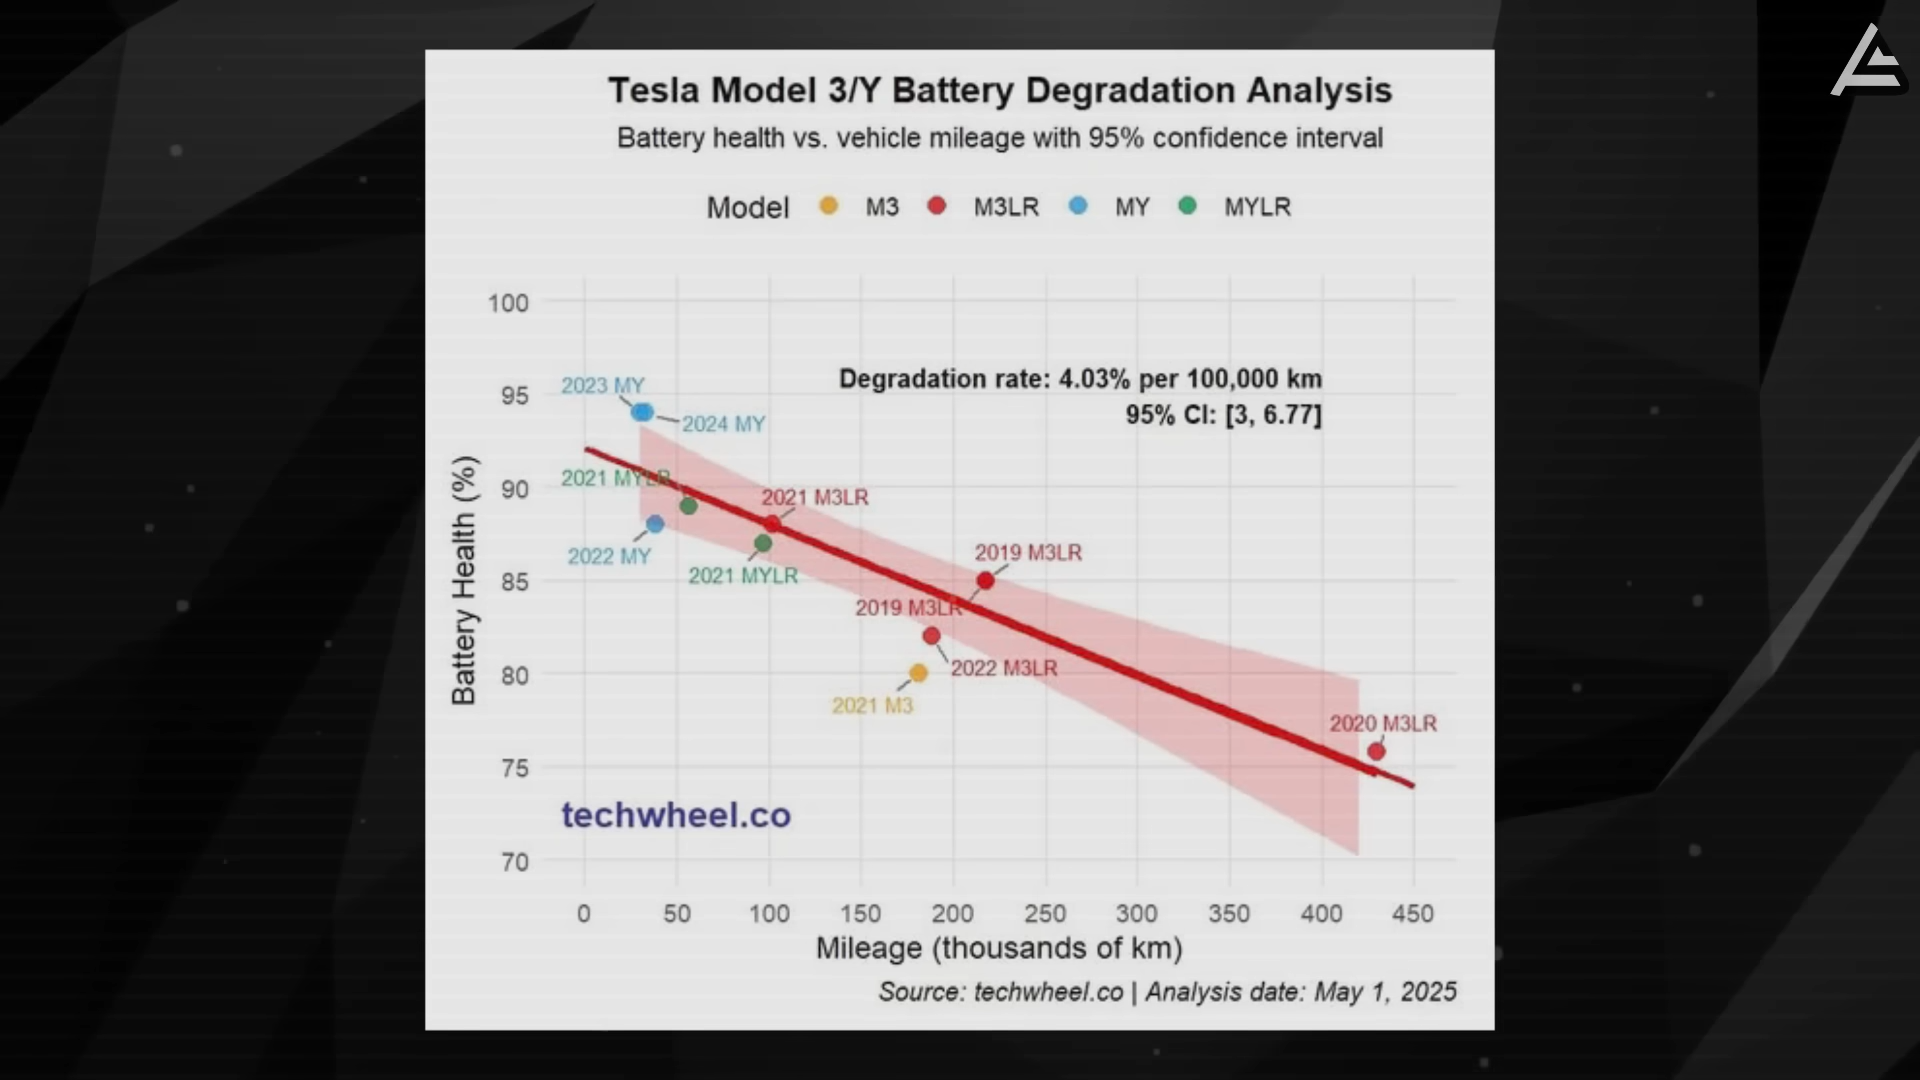 Tesla Model 3/Y Battery Degradation Analysis
Battery health vs. vehicle mileage with 95% confidence interval
Model M3 M3LR MY MYLR
100
95
90
85
80
75
70
Battery Health (%)
Degradation rate: 4.03% per 100,000 km
95% CI: [3, 6.77]
2023 MY
2024 MY
2021 MYLR
2021 M3LR
2022 MY
2021 MYLR
2019 M3LR
2019 M3LR
2022 M3LR
2021 M3
2020 M3LR
techwheel.co
0 50 100 150 200 250 300 350 400 450
Mileage (thousands of km)
Source: techwheel.co | Analysis date: May 1, 2025